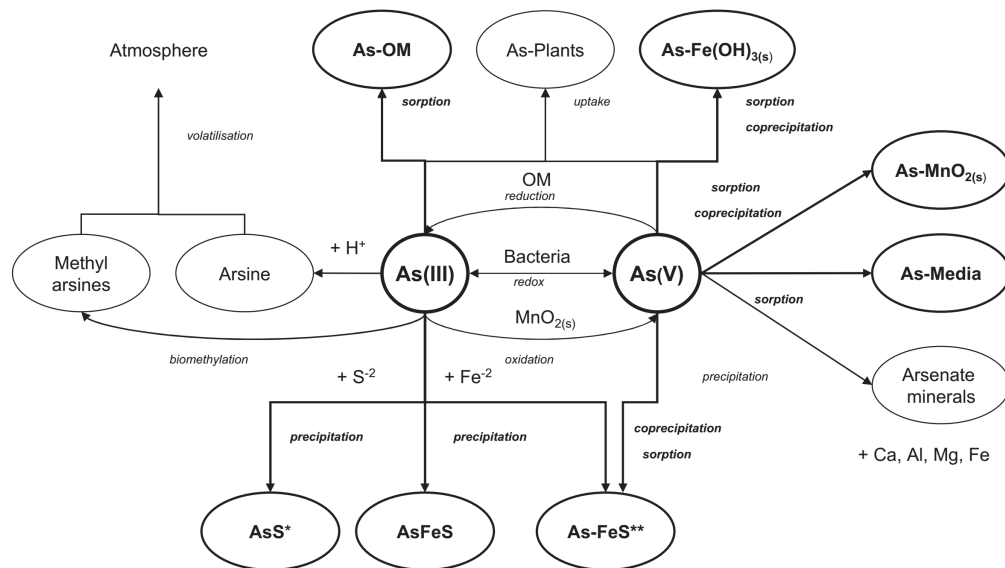 Atmosphere
As-OM
As-Plants
As-Fe(OH)3(s)
sorption
uptake
sorption
coprecipitation
volatilisation
As-MnO2(s)
OM
reduction
sorption
coprecipitation
Methyl
arsines
Arsine
+ H+
As(III)
Bacteria
redox
As(V)
As-Media
sorption
MnO2(s)
biomethylation
oxidation
precipitation
Arsenate
minerals
+ S-2
+ Fe-2
precipitation
precipitation
coprecipitation
sorption
+ Ca, Al, Mg, Fe
AsS*
AsFeS
As-FeS**